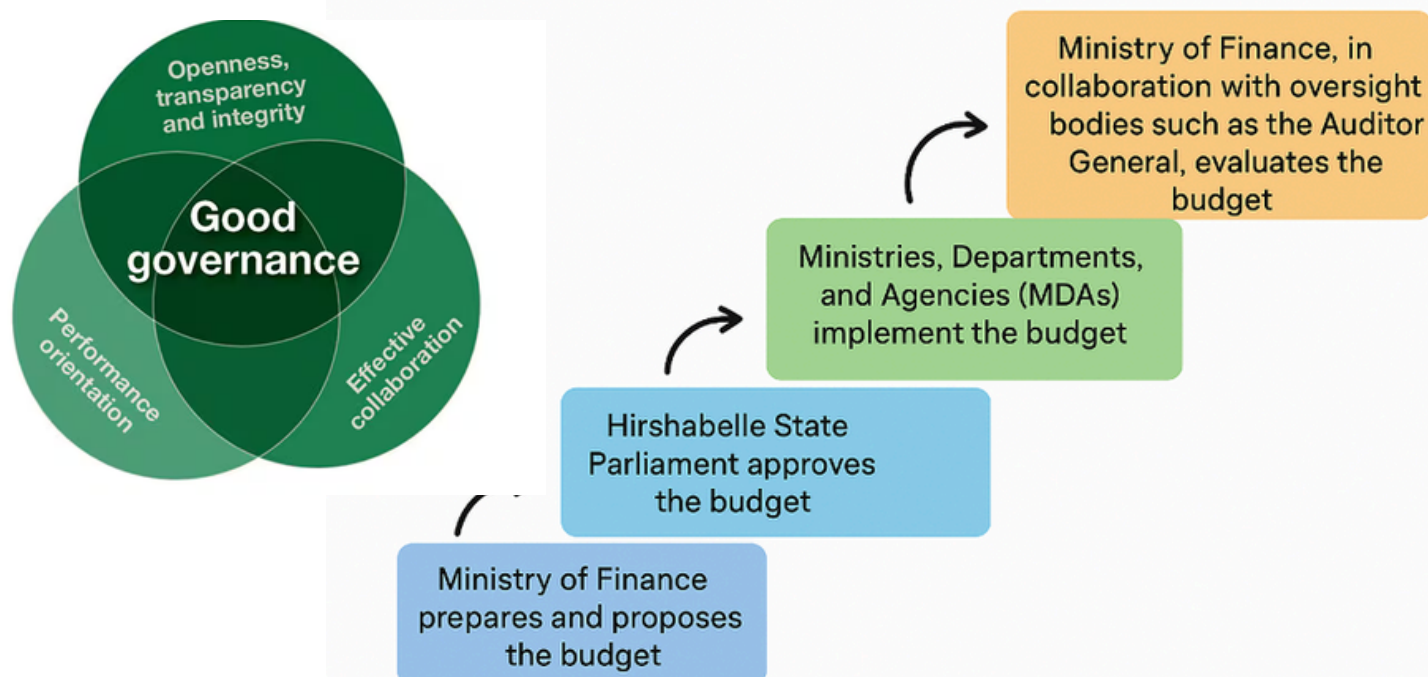 Openness,
transparency
and integrity
Good
governance
Performance
orientation
Effective
collaboration
Ministry of Finance, in
collaboration with oversight
bodies such as the Auditor
General, evaluates the
budget
Ministries, Departments,
and Agencies (MDAs)
implement the budget
Hirshabelle State
Parliament approves
the budget
Ministry of Finance
prepares and proposes
the budget